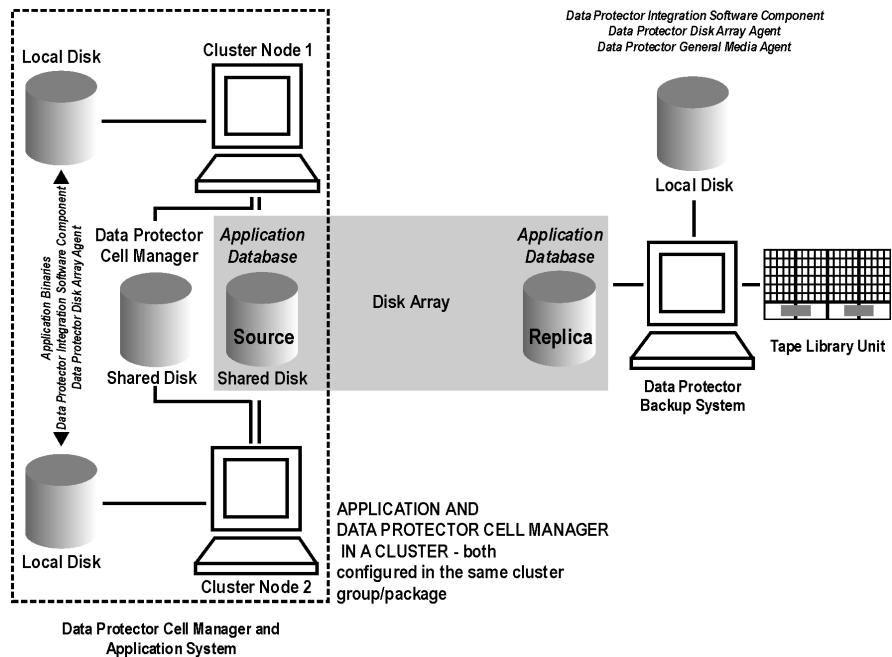 Data Protector Integration Software Component
Data Protector Disk Array Agent
Data Protector General Media Agent
Local Disk
Cluster Node 1
Local Disk
Application Binaries
Data Protector Integration Software Component
Data Protector Disk Array Agent
Data Protector
Cell Manager
Application
Database
Application
Database
Disk Array
Source
Replica
Shared Disk
Shared Disk
Tape Library Unit
Data Protector
Backup System
Local Disk
Cluster Node 2
APPLICATION AND
DATA PROTECTOR CELL MANAGER
IN A CLUSTER - both
configured in the same cluster
group/package
Data Protector Cell Manager and
Application System